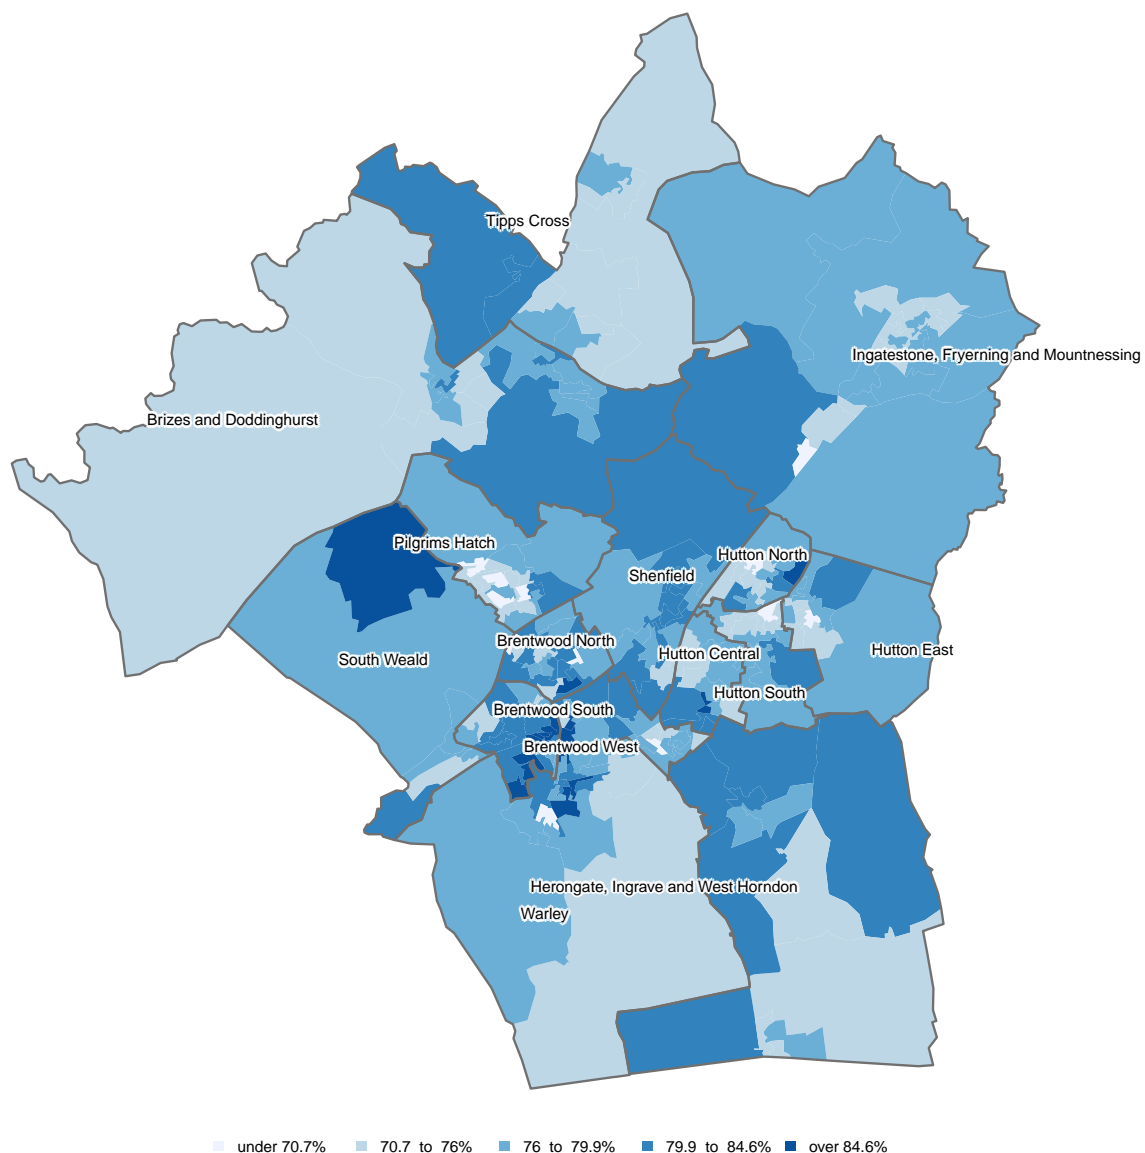 Tipps Cross
Ingatestone, Fryerning and Mountnessing
Brizes and Doddinghurst
Pilgrims Hatch
Hutton North
Shenfield
Brentwood North
Hutton Central
Hutton East
South Weald
Hutton South
Brentwood South
Brentwood West
Herongate, Ingrave and West Horndon
Warley
under 70.7% 70.7 to 76% 76 to 79.9% 79.9 to 84.6% over 84.6%